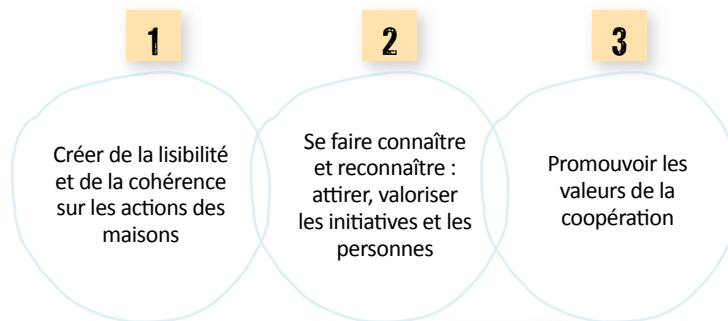 1
Créer de la lisibilité
et de la cohérence
sur les actions des
maisons
2
Se faire connaître
et reconnaître :
attirer, valoriser
les initiatives et les
personnes
3
Promouvoir les
valeurs de la
coopération